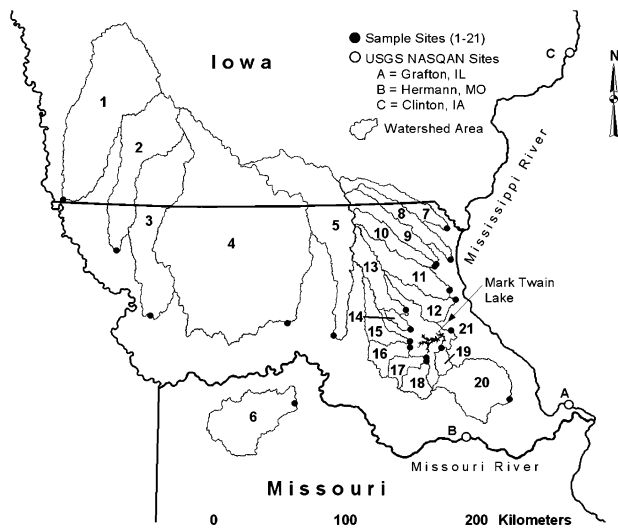 Iowa
Sample Sites (1-21)
USGS NASQAN Sites
A = Grafton, IL
B = Hermann, MO
C = Clinton, IA
Watershed Area
C
N
1
2
3
4
5
6
7
8
9
10
11
12
13
14
15
16
17
18
19
20
21
Mississippi River
Mark Twain
Lake
A
B
Missouri River
Missouri
0 100 200 Kilometers